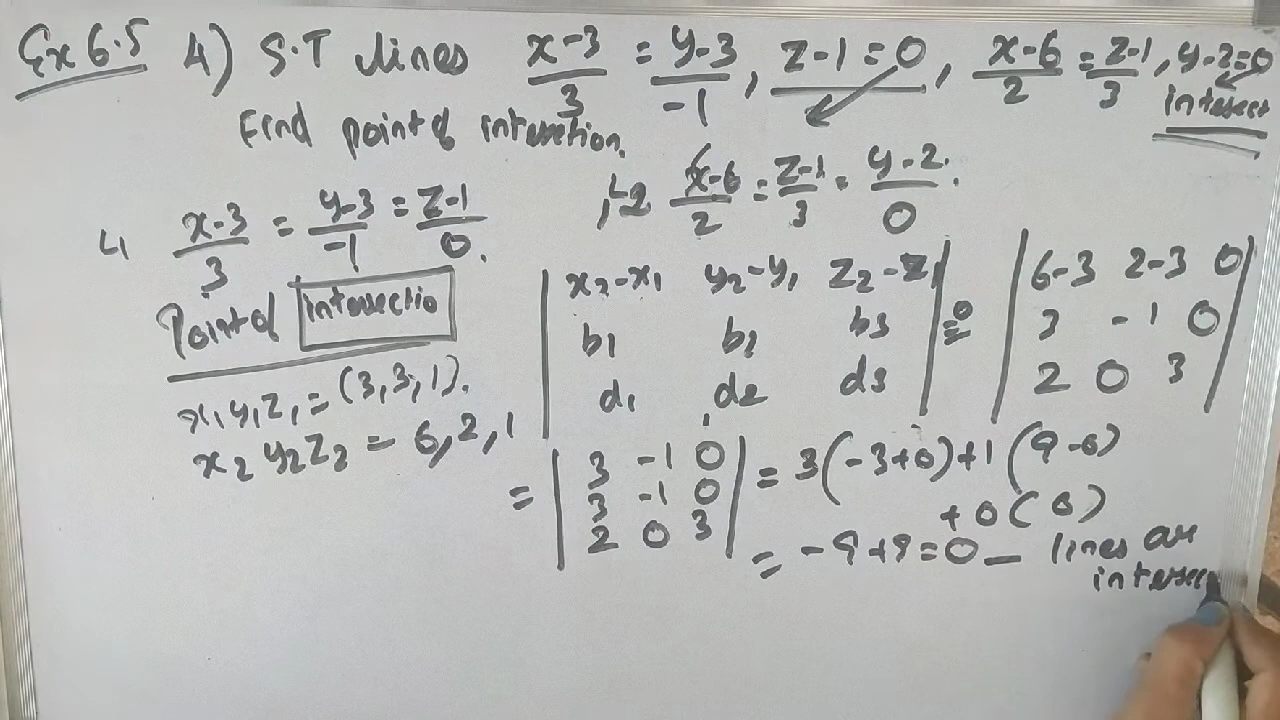 Ex 6.5 4) S.T lines x-3/3 = y-3/-1, z-1=0, x-6/2 = z-1/3, y-2=0 intersect
Find point of intersection.
L1 x-3/3 = y-3/-1 = z-1/0.
, L2 x-6/2 = z-1/3 = y-2/0.
Point of intersectio
x1 y1 z1 = (3,3,1).
x2 y2 z2 = 6,2,1
| x2-x1 y2-y1 z2-z1 |
| b1 b2 b3 | = 0
| d1 d2 d3 |
| 6-3 2-3 0 |
| 3 -1 0 |
| 2 0 3 |
= | 3 -1 0 |
| 3 -1 0 | = 3(-3+0)+1(9-0)
| 2 0 3 | +0(0)
= -9+9=0 – lines are
intersec